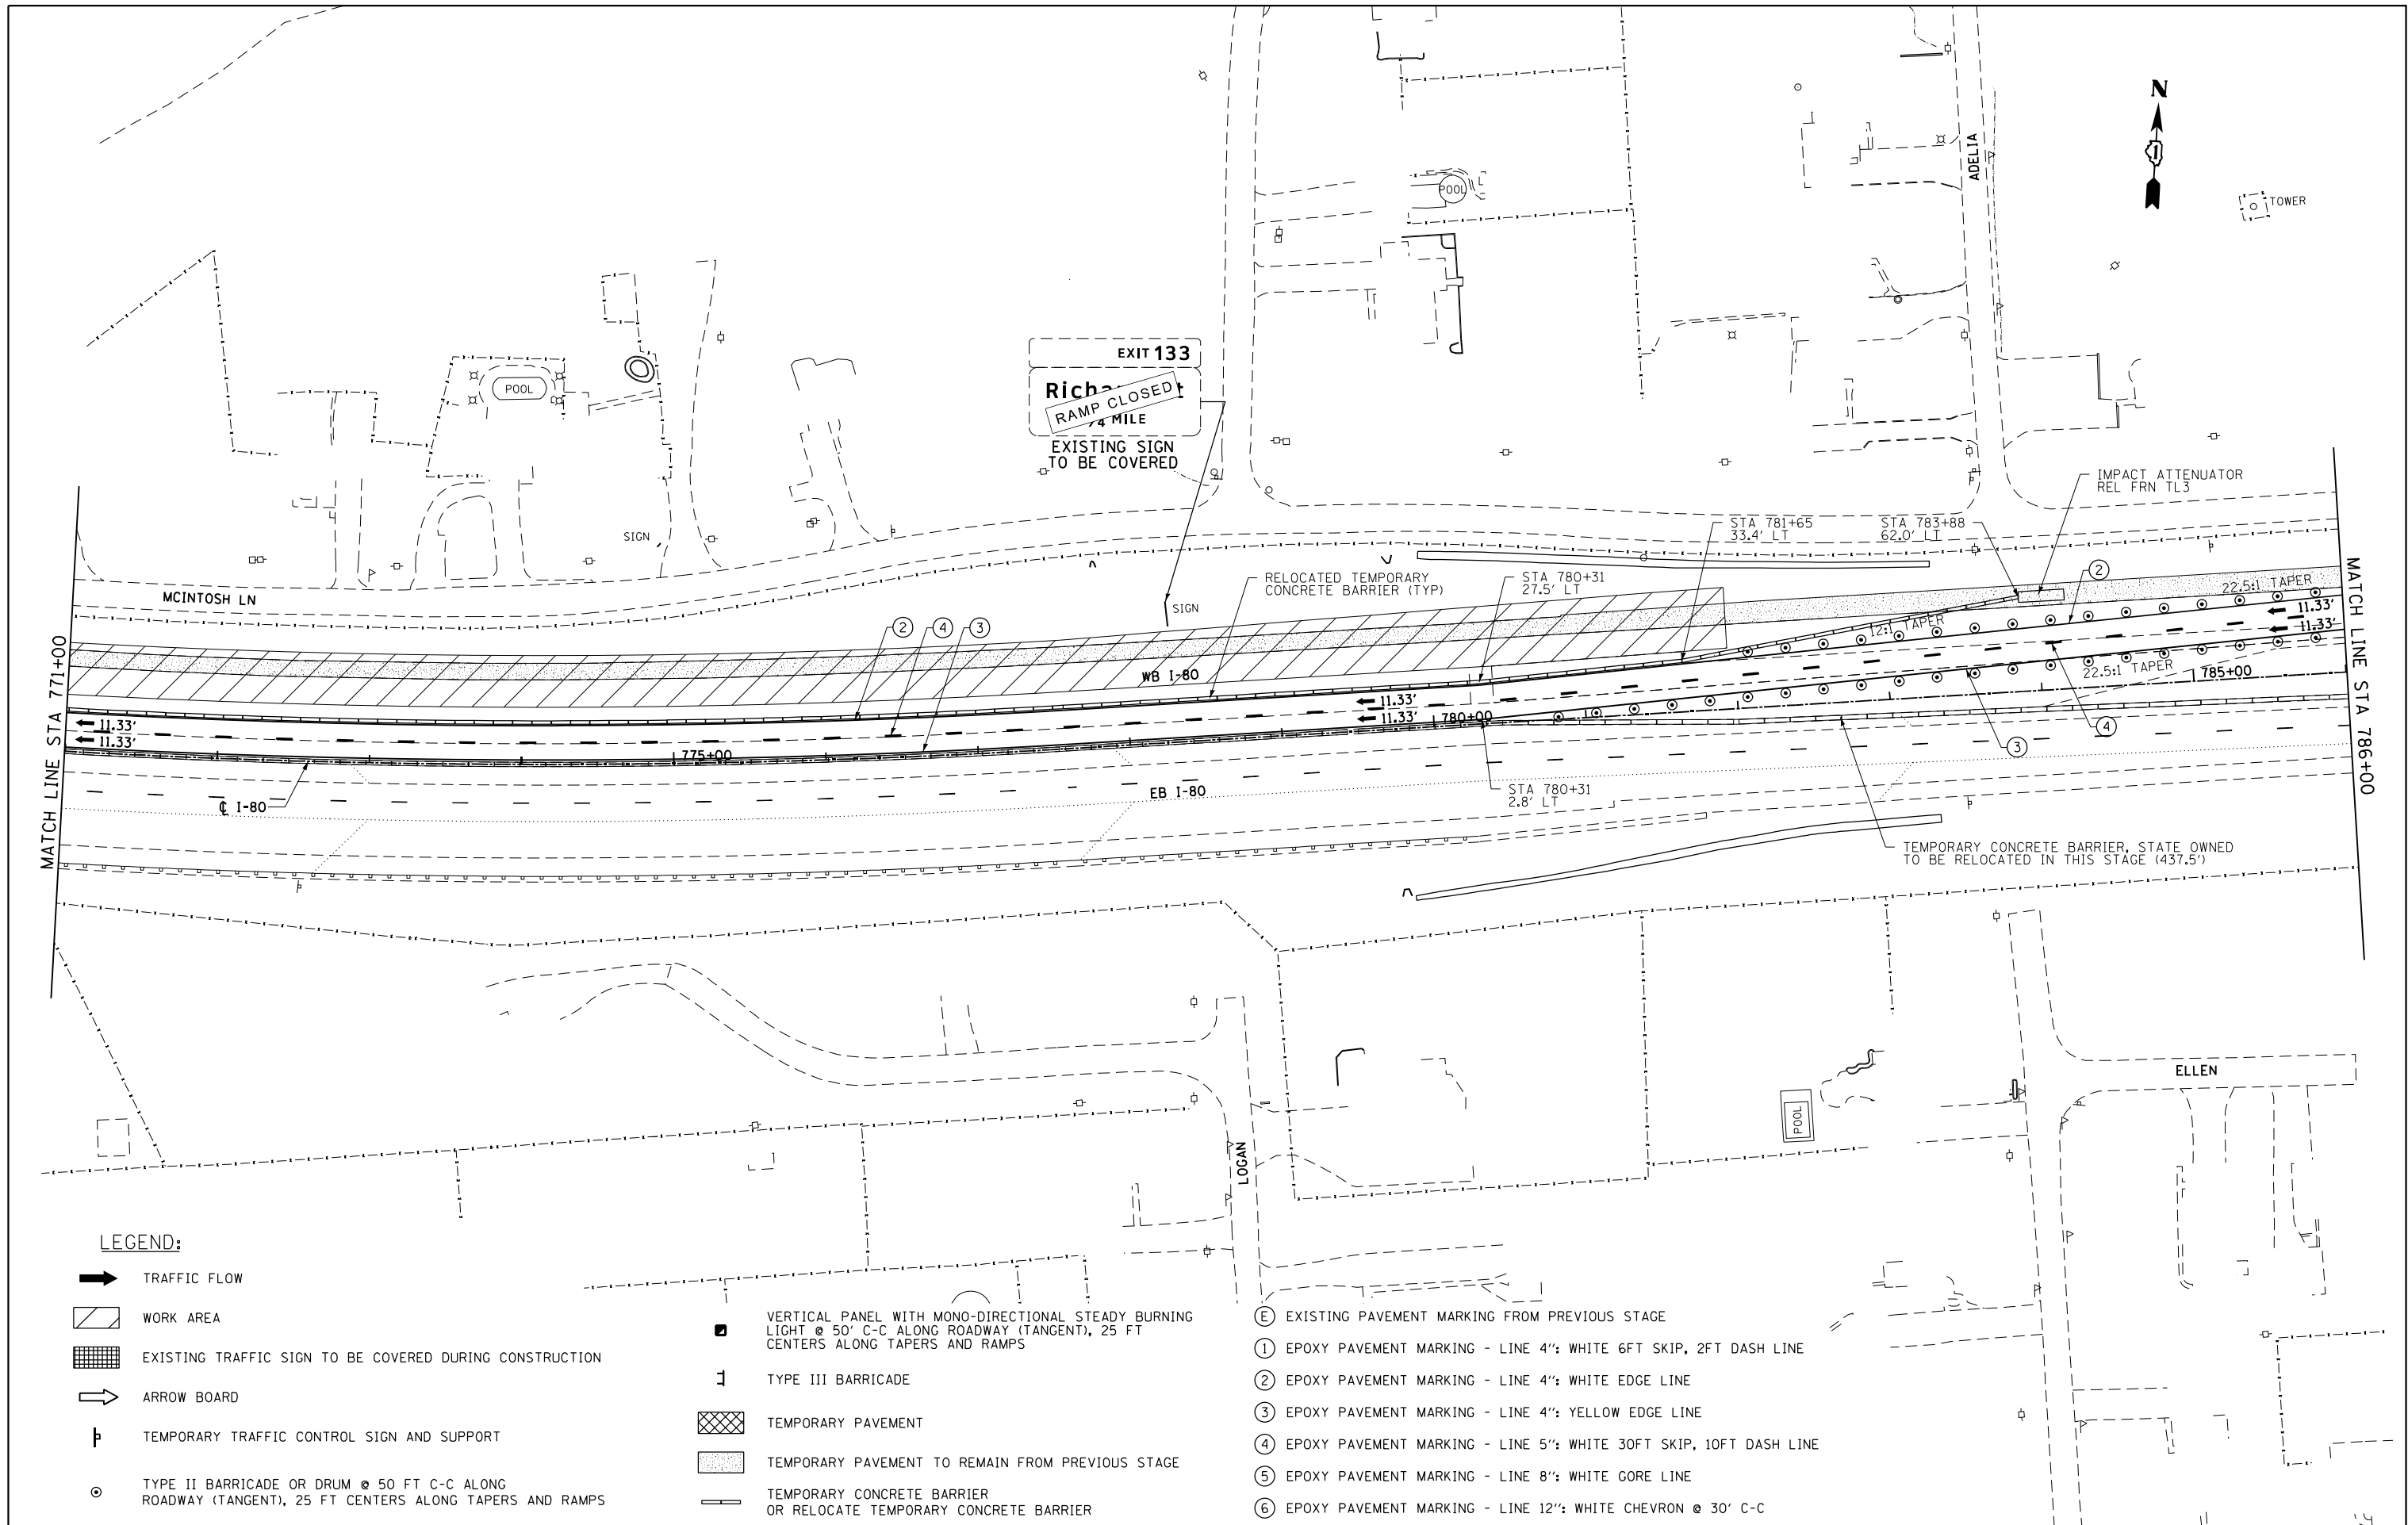 N
ADELIA
TOWER
POOL
EXIT 133
RAMP CLOSED
MILE
EXISTING SIGN
TO BE COVERED
POOL
IMPACT ATTENUATOR
REL FRN TL3
STA 781+65
33.4' LT
STA 783+88
62.0' LT
SIGN
MCINTOSH LN
SIGN
RELOCATED TEMPORARY
CONCRETE BARRIER (TYP)
STA 780+31
27.5' LT
2
22.5:1 TAPER
11.33'
11.33'
12:1 TAPER
2
4
3
WB I-80
22.5:1 TAPER
785+00
MATCH LINE STA 771+00
MATCH LINE STA 786+00
11.33'
11.33'
11.33'
11.33'
780+00
775+00
4
3
℄ I-80
EB I-80
STA 780+31
2.8' LT
TEMPORARY CONCRETE BARRIER, STATE OWNED
TO BE RELOCATED IN THIS STAGE (437.5')
ELLEN
POOL
LOGAN
LEGEND:
TRAFFIC FLOW
WORK AREA
EXISTING TRAFFIC SIGN TO BE COVERED DURING CONSTRUCTION
ARROW BOARD
TEMPORARY TRAFFIC CONTROL SIGN AND SUPPORT
TYPE II BARRICADE OR DRUM @ 50 FT C-C ALONG
ROADWAY (TANGENT), 25 FT CENTERS ALONG TAPERS AND RAMPS
VERTICAL PANEL WITH MONO-DIRECTIONAL STEADY BURNING
LIGHT @ 50' C-C ALONG ROADWAY (TANGENT), 25 FT
CENTERS ALONG TAPERS AND RAMPS
TYPE III BARRICADE
TEMPORARY PAVEMENT
TEMPORARY PAVEMENT TO REMAIN FROM PREVIOUS STAGE
TEMPORARY CONCRETE BARRIER
OR RELOCATE TEMPORARY CONCRETE BARRIER
E EXISTING PAVEMENT MARKING FROM PREVIOUS STAGE
1 EPOXY PAVEMENT MARKING - LINE 4": WHITE 6FT SKIP, 2FT DASH LINE
2 EPOXY PAVEMENT MARKING - LINE 4": WHITE EDGE LINE
3 EPOXY PAVEMENT MARKING - LINE 4": YELLOW EDGE LINE
4 EPOXY PAVEMENT MARKING - LINE 5": WHITE 30FT SKIP, 10FT DASH LINE
5 EPOXY PAVEMENT MARKING - LINE 8": WHITE GORE LINE
6 EPOXY PAVEMENT MARKING - LINE 12": WHITE CHEVRON @ 30' C-C